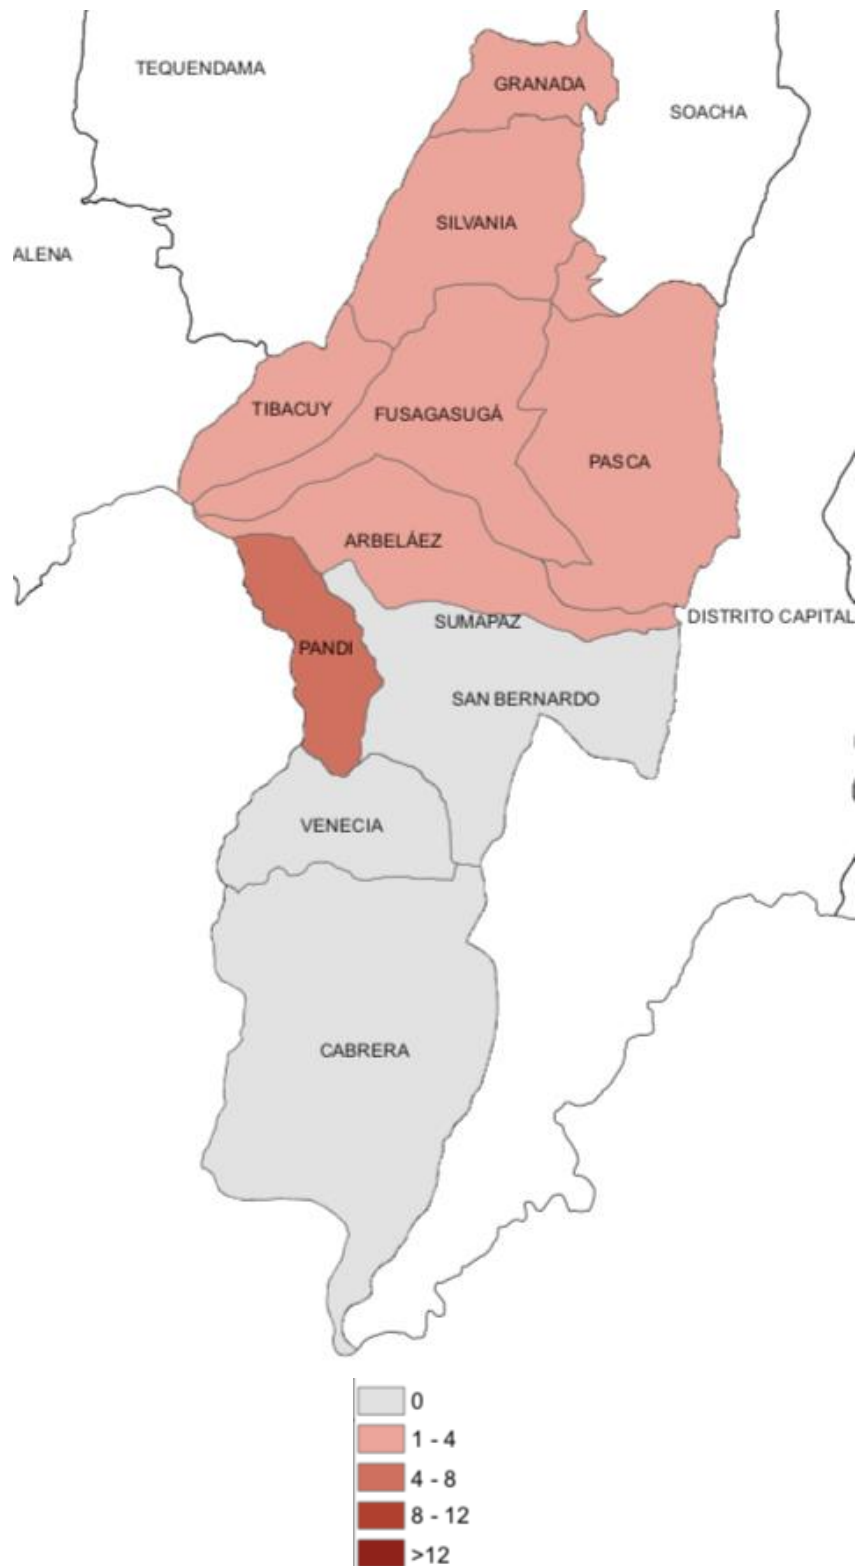 TEQUENDAMA
GRANADA
SOACHA
SILVANIA
ALENA
TIBACUY
FUSAGASUGÁ
PASCA
ARBELÁEZ
SUMAPAZ
DISTRITO CAPITAL
PANDI
SAN BERNARDO
VENECIA
CABRERA
0
1 - 4
4 - 8
8 - 12
>12